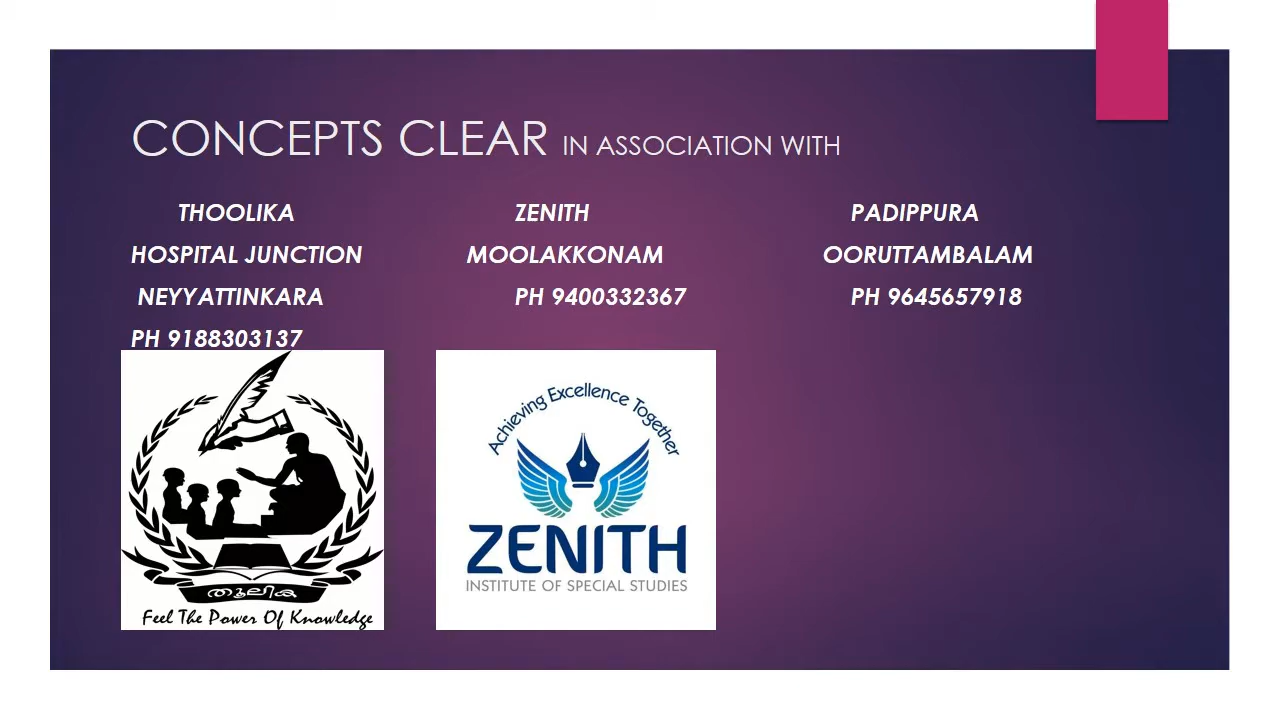 CONCEPTS CLEAR IN ASSOCIATION WITH
THOOLIKA ZENITH PADIPPURA
HOSPITAL JUNCTION MOOLAKKONAM OORUTTAMBALAM
NEYYATTINKARA PH 9400332367 PH 9645657918
PH 9188303137
തൂലിക
Feel The Power Of Knowledge
Achieving Excellence Together
ZENITH
INSTITUTE OF SPECIAL STUDIES